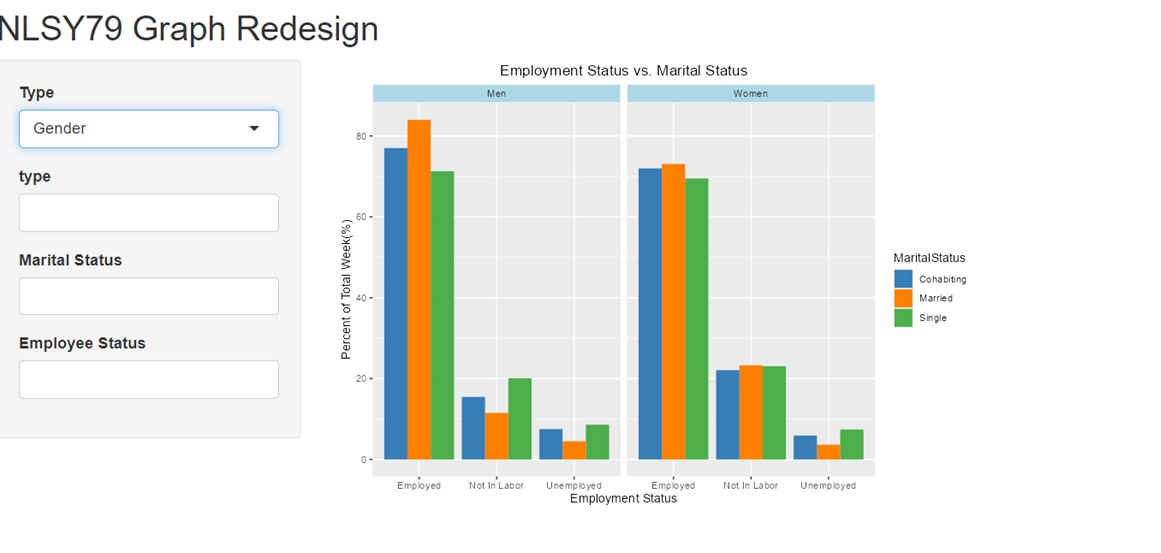 NLSY79 Graph Redesign
Type
Gender
type
Marital Status
Employee Status
Employment Status vs. Marital Status
Men
Women
Percent of Total Week(%)
80
60
40
20
0
Employed
Not In Labor
Unemployed
Employed
Not In Labor
Unemployed
Employment Status
MaritalStatus
Cohabiting
Married
Single